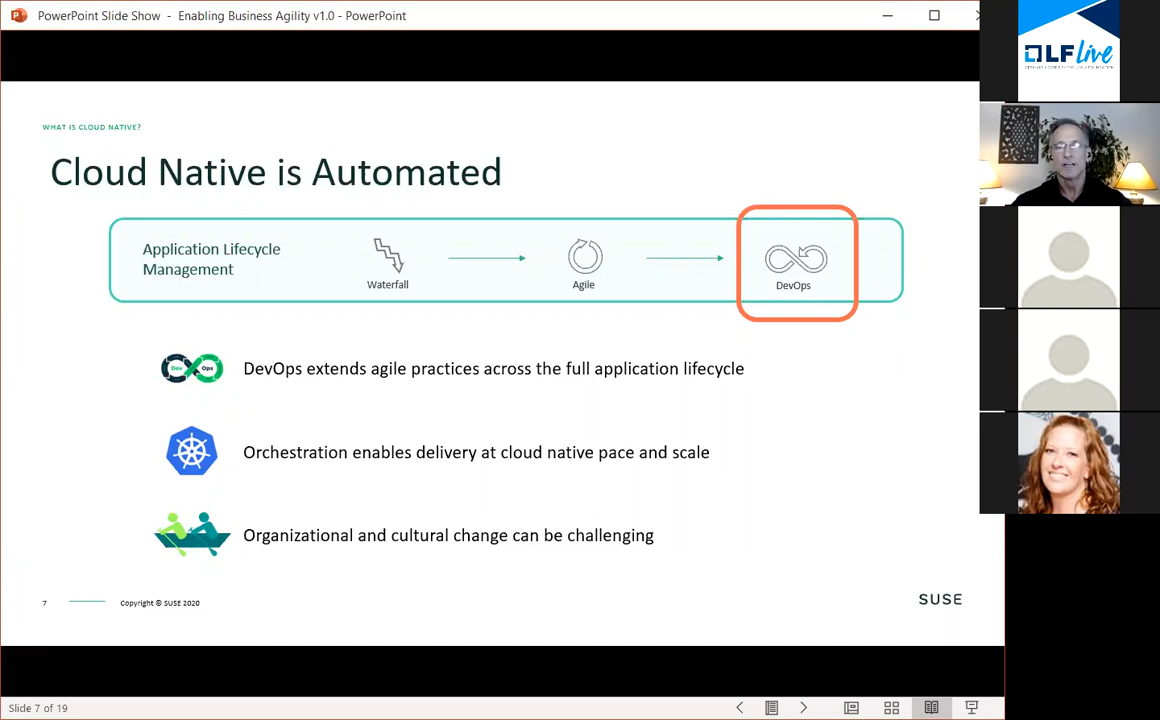 PowerPoint Slide Show - Enabling Business Agility v1.0 - PowerPoint
LF live
WHAT IS CLOUD NATIVE?
Cloud Native is Automated
Application Lifecycle
Management
Waterfall
Agile
DevOps
Dev Ops
DevOps extends agile practices across the full application lifecycle
Orchestration enables delivery at cloud native pace and scale
Organizational and cultural change can be challenging
7
Copyright © SUSE 2020
SUSE
Slide 7 of 19